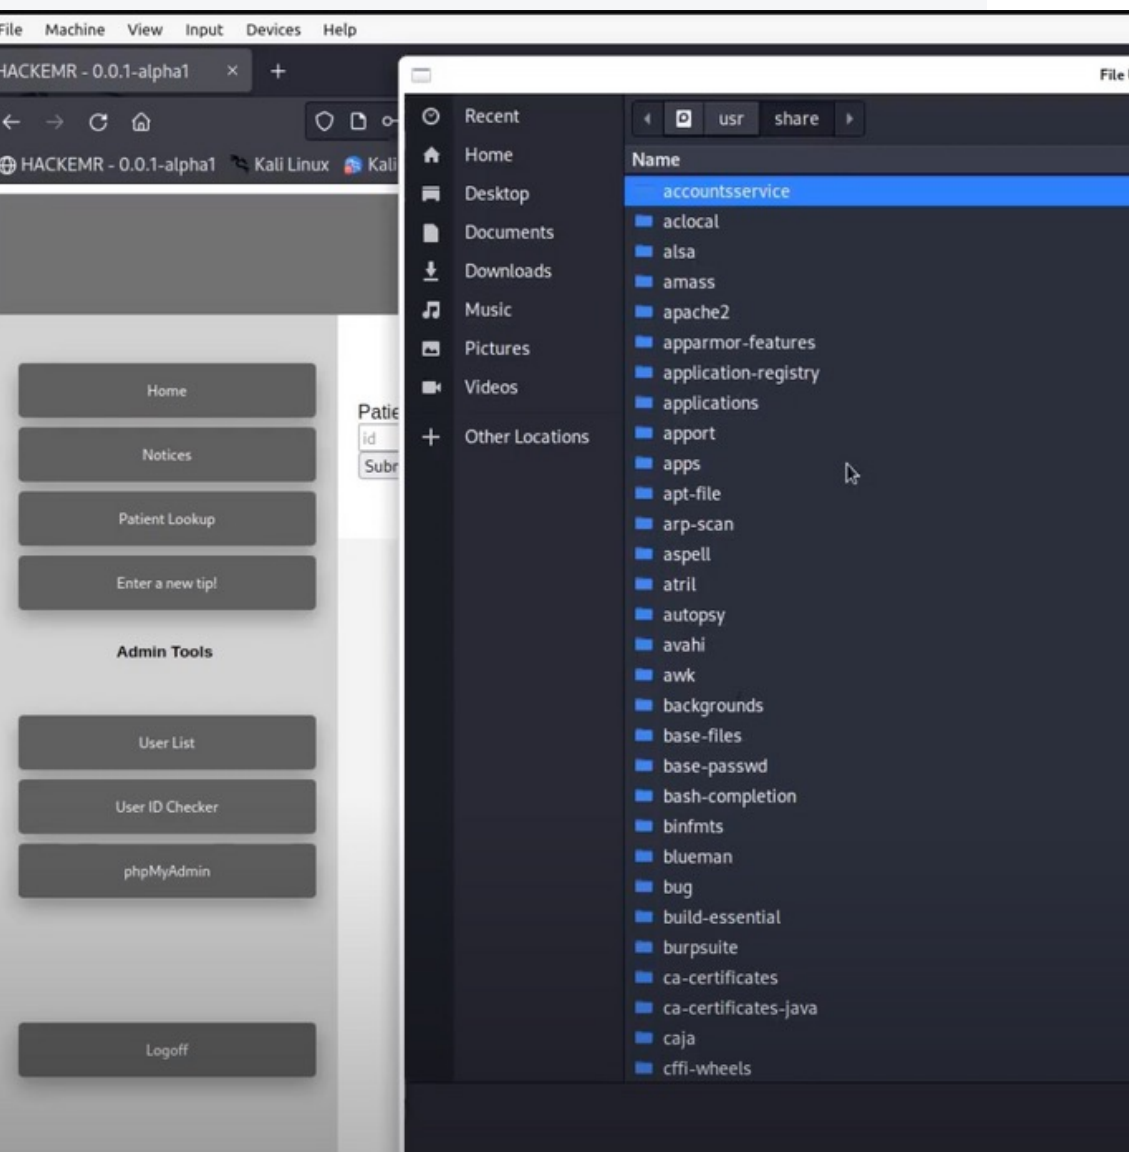 File Machine View Input Devices Help
HACKEMR - 0.0.1-alpha1
HACKEMR - 0.0.1-alpha1 Kali Linux Kali
Home
Notices
Patient Lookup
Enter a new tip!
Admin Tools
User List
User ID Checker
phpMyAdmin
Logoff
Patie
id
Subr
File
Recent
Home
Desktop
Documents
Downloads
Music
Pictures
Videos
Other Locations
usr share
Name
accountsservice
aclocal
alsa
amass
apache2
apparmor-features
application-registry
applications
apport
apps
apt-file
arp-scan
aspell
atril
autopsy
avahi
awk
backgrounds
base-files
base-passwd
bash-completion
binfmts
blueman
bug
build-essential
burpsuite
ca-certificates
ca-certificates-java
caja
cffi-wheels